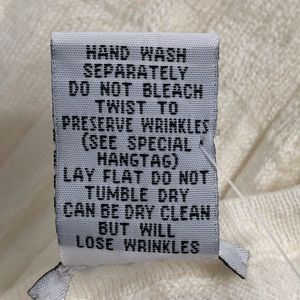 HAND WASH
SEPARATELY
DO NOT BLEACH
TWIST TO
PRESERVE WRINKLES
(SEE SPECIAL
HANGTAG)
LAY FLAT DO NOT
TUMBLE DRY
CAN BE DRY CLEAN
BUT WILL
LOSE WRINKLES